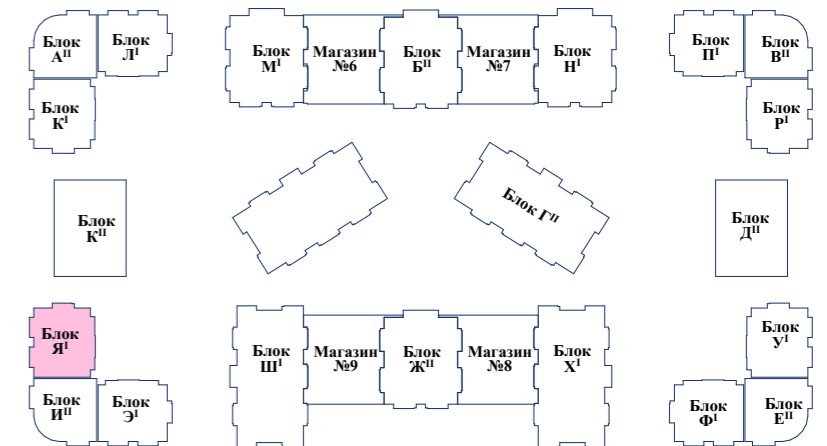 Блок
Aᴵᴵ
Блок
Лᴵ
Блок
Мᴵ
Магазин
№6
Блок
Бᴵᴵ
Магазин
№7
Блок
Нᴵ
Блок
Пᴵ
Блок
Вᴵᴵ
Блок
Кᴵ
Блок
Рᴵ
Блок
Кᴵᴵ
Блок Гᴵᴵ
Блок
Дᴵᴵ
Блок
Яᴵ
Блок
Шᴵ
Магазин
№9
Блок
Жᴵᴵ
Магазин
№8
Блок
Хᴵ
Блок
Уᴵ
Блок
Иᴵᴵ
Блок
Эᴵ
Блок
Фᴵ
Блок
Еᴵᴵ